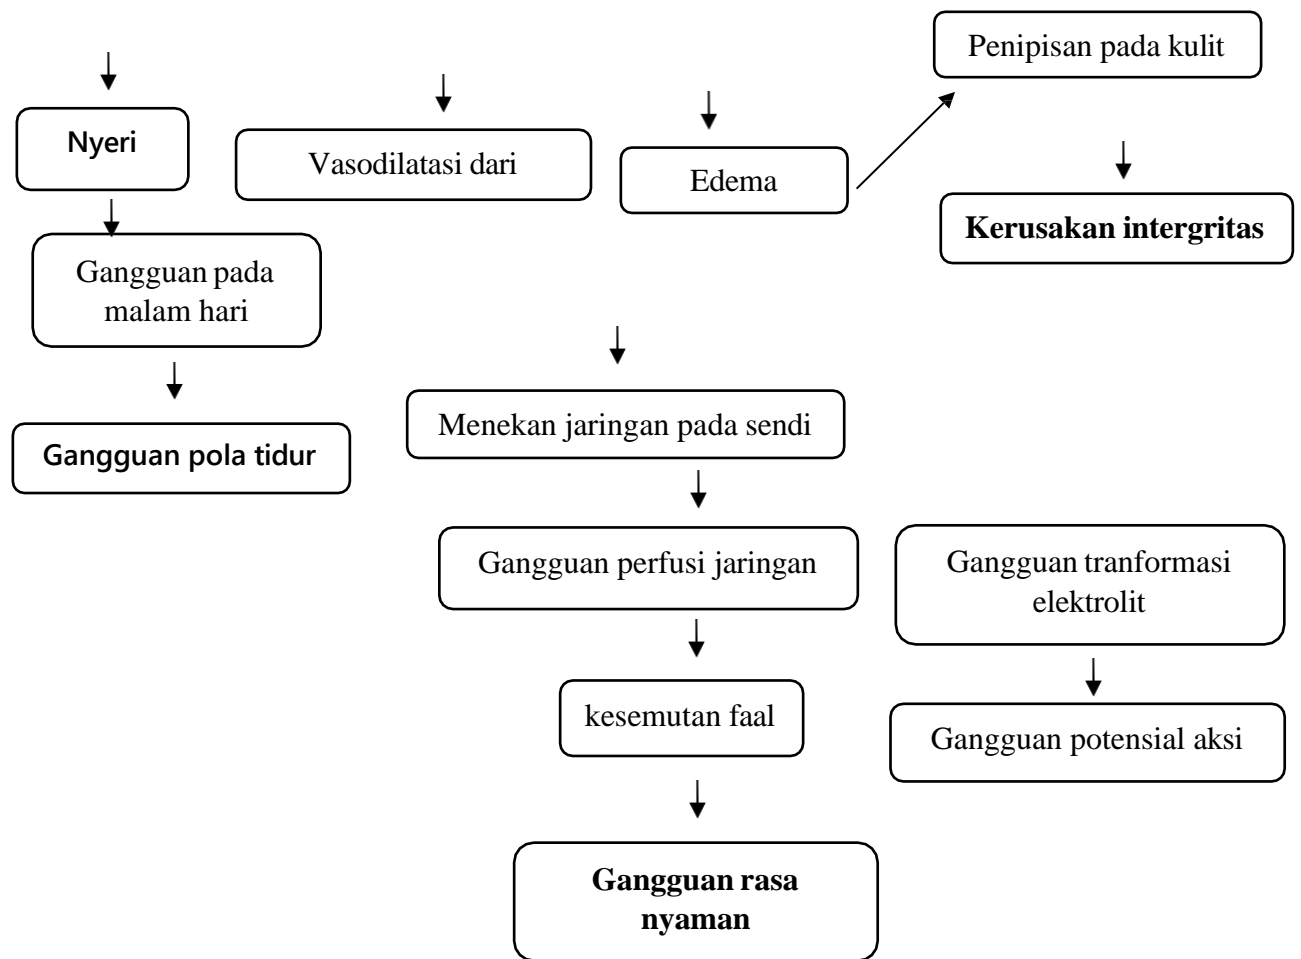 Penipisan pada kulit
Nyeri
Vasodilatasi dari
Edema
Kerusakan intergritas
Gangguan pada
malam hari
Menekan jaringan pada sendi
Gangguan pola tidur
Gangguan perfusi jaringan
Gangguan tranformasi
elektrolit
kesemutan faal
Gangguan potensial aksi
Gangguan rasa
nyaman